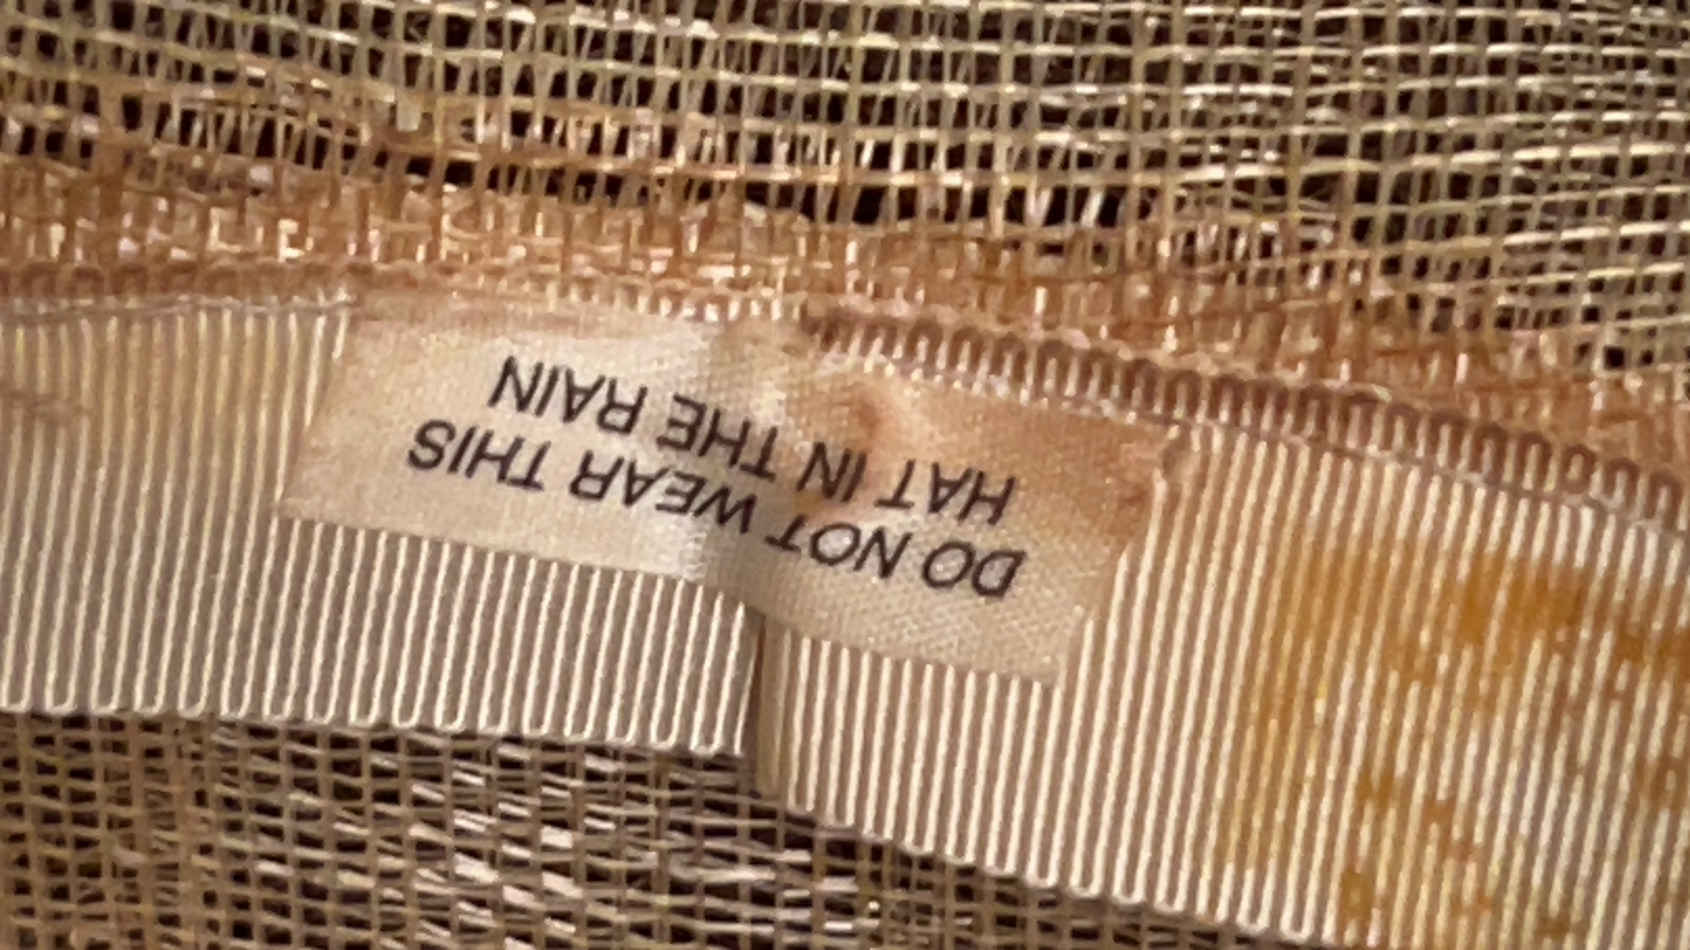 DO NOT WEAR THIS
HAT IN THE RAIN